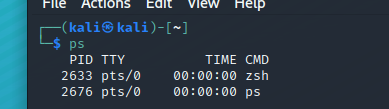 File Actions Edit View Help
┌──(kali㉿kali)-[~]
└─$ ps
    PID TTY          TIME CMD
   2633 pts/0    00:00:00 zsh
   2676 pts/0    00:00:00 ps